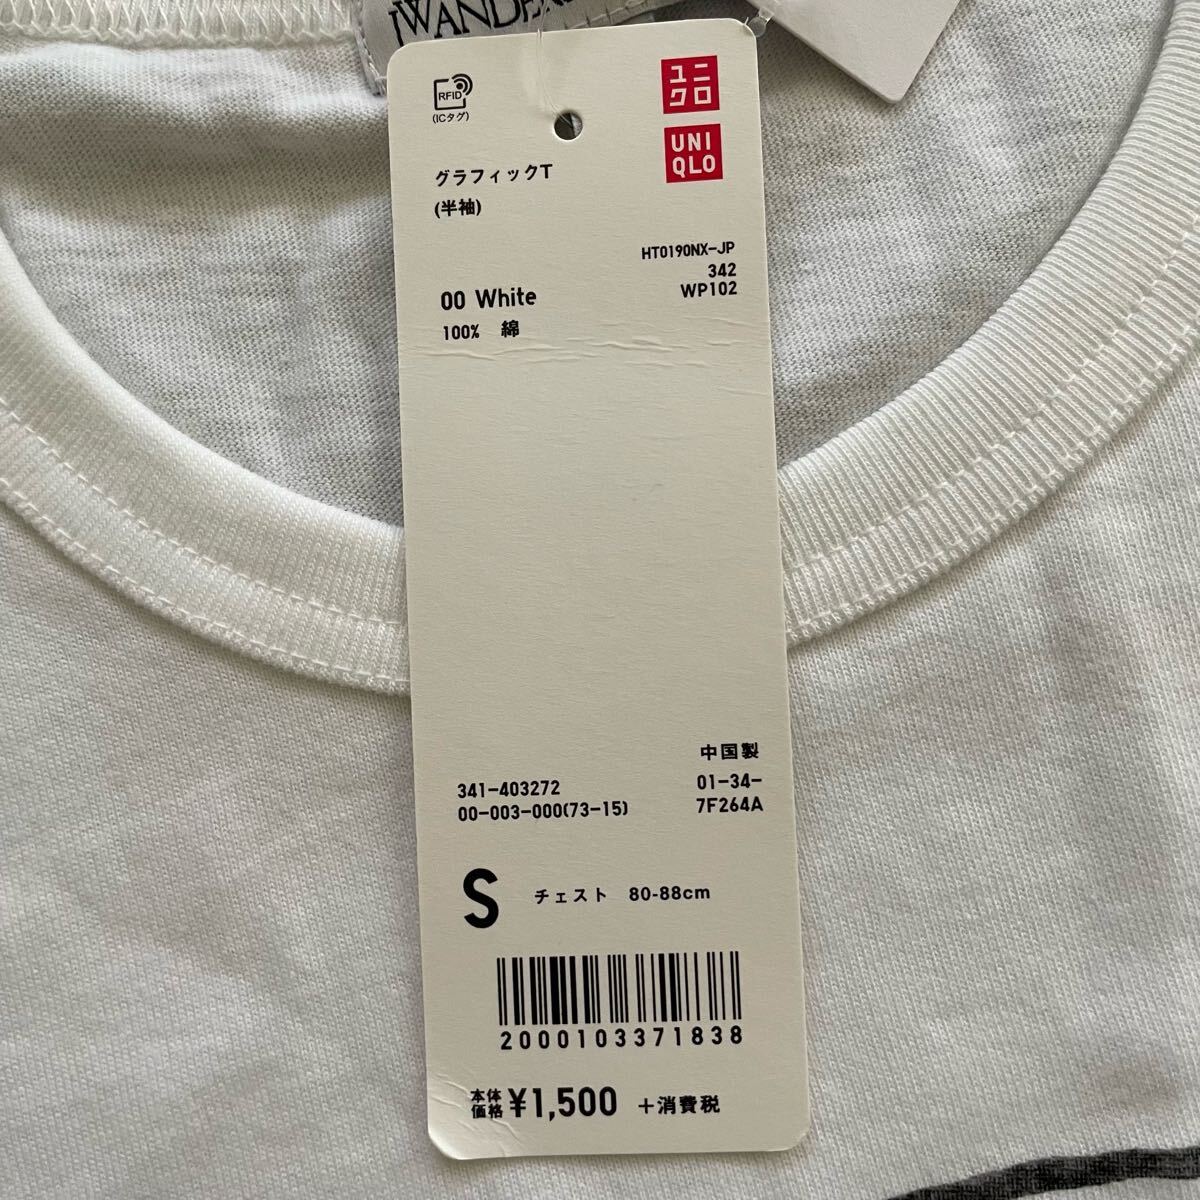 RFID
(ICタグ)
ユニ
クロ
UNI
QLO
グラフィックT
(半袖)
HT0190NX-JP
342
WP102
00 White
100% 綿
中国製
341-403272
01-34-
00-003-000(73-15)
7F264A
S チェスト 80-88cm
2000103371838
本体
価格 ¥1,500 +消費税